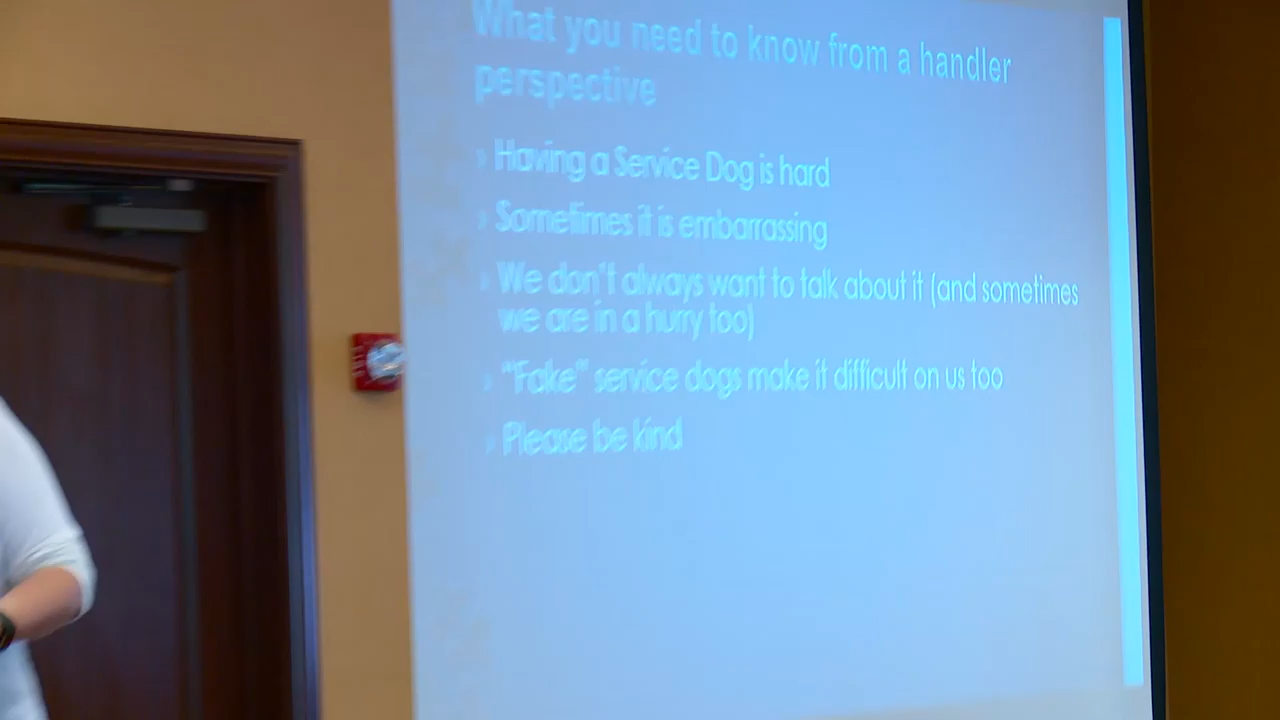 What you need to know from a handler
perspective
Having a Service Dog is hard
Sometimes it is embarrassing
We don't always want to talk about it (and sometimes
we are in a hurry too)
"Fake" service dogs make it difficult on us too
Please be kind